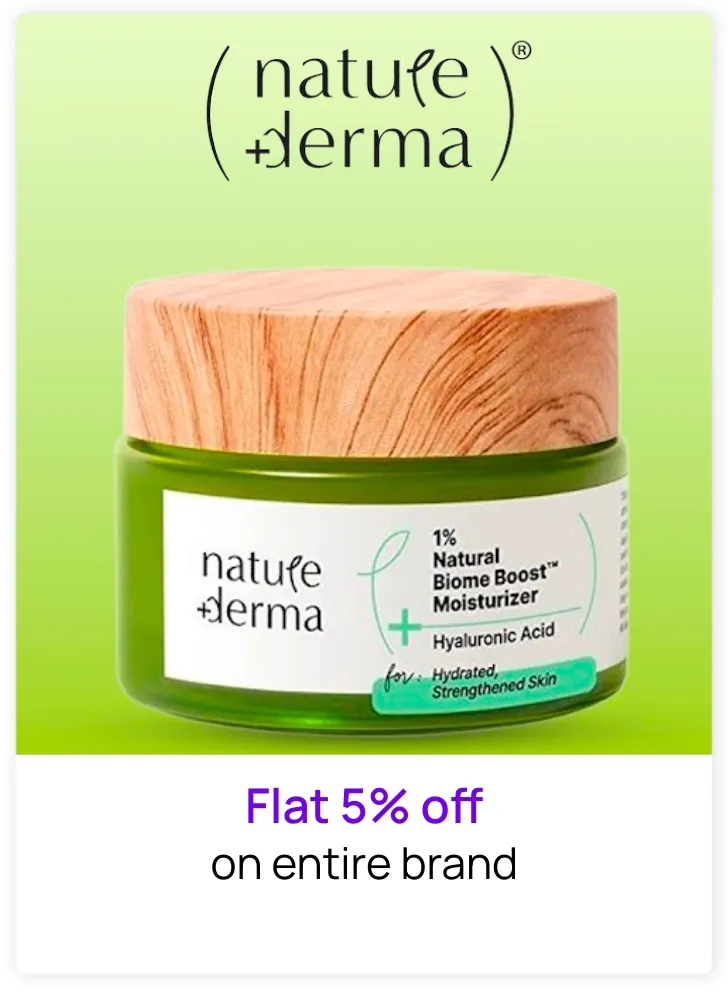 nature
+derma®
nature
+derma
1%
Natural
Biome Boost™
Moisturizer
+
Hyaluronic Acid
for: Hydrated,
Strengthened Skin
Flat 5% off
on entire brand